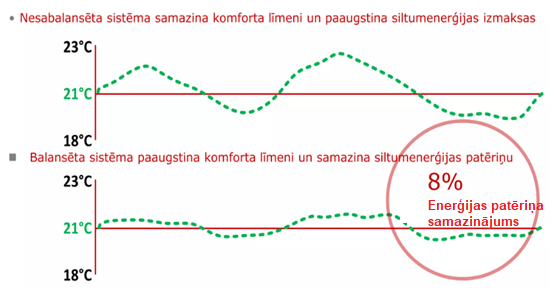 • Nesabalansēta sistēma samazina komforta līmeni un paaugstina siltumenerģijas izmaksas
23°C
21°C
18°C
■ Balansēta sistēma paaugstina komforta līmeni un samazina siltumenerģijas patēriņu
23°C
8%
Enerģijas patēriņa
samazinājums
21°C
18°C